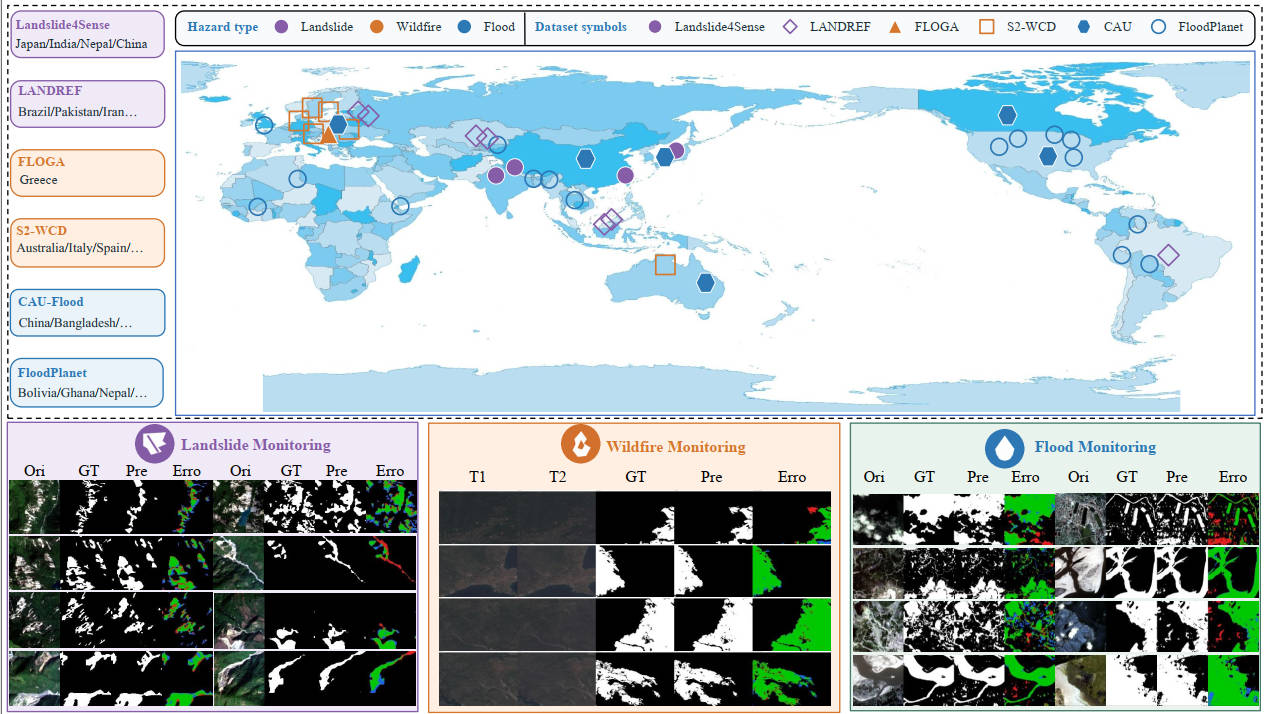 Landslide4Sense
Japan/India/Nepal/China
LANDREF
Brazil/Pakistan/Iran…
FLOGA
Greece
S2-WCD
Australia/Italy/Spain/…
CAU-Flood
China/Bangladesh/…
FloodPlanet
Bolivia/Ghana/Nepal/…
Hazard type Landslide Wildfire Flood Dataset symbols Landslide4Sense LANDREF FLOGA S2-WCD CAU FloodPlanet
Landslide Monitoring
Ori GT Pre Erro Ori GT Pre Erro
Wildfire Monitoring
T1 T2 GT Pre Erro
Flood Monitoring
Ori GT Pre Erro Ori GT Pre Erro